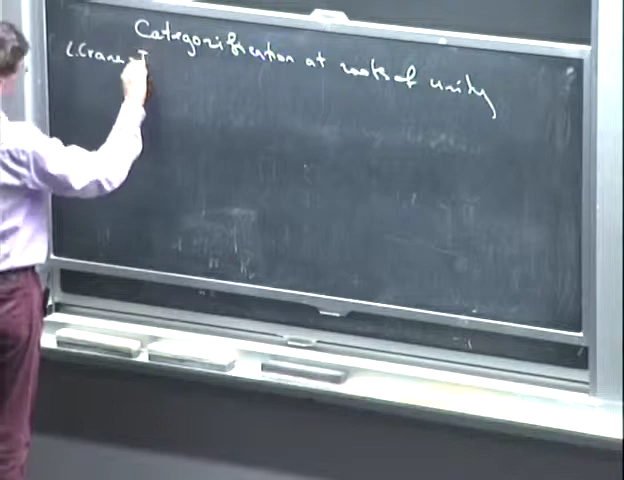 Categorification at roots of unity
L. Crane - I